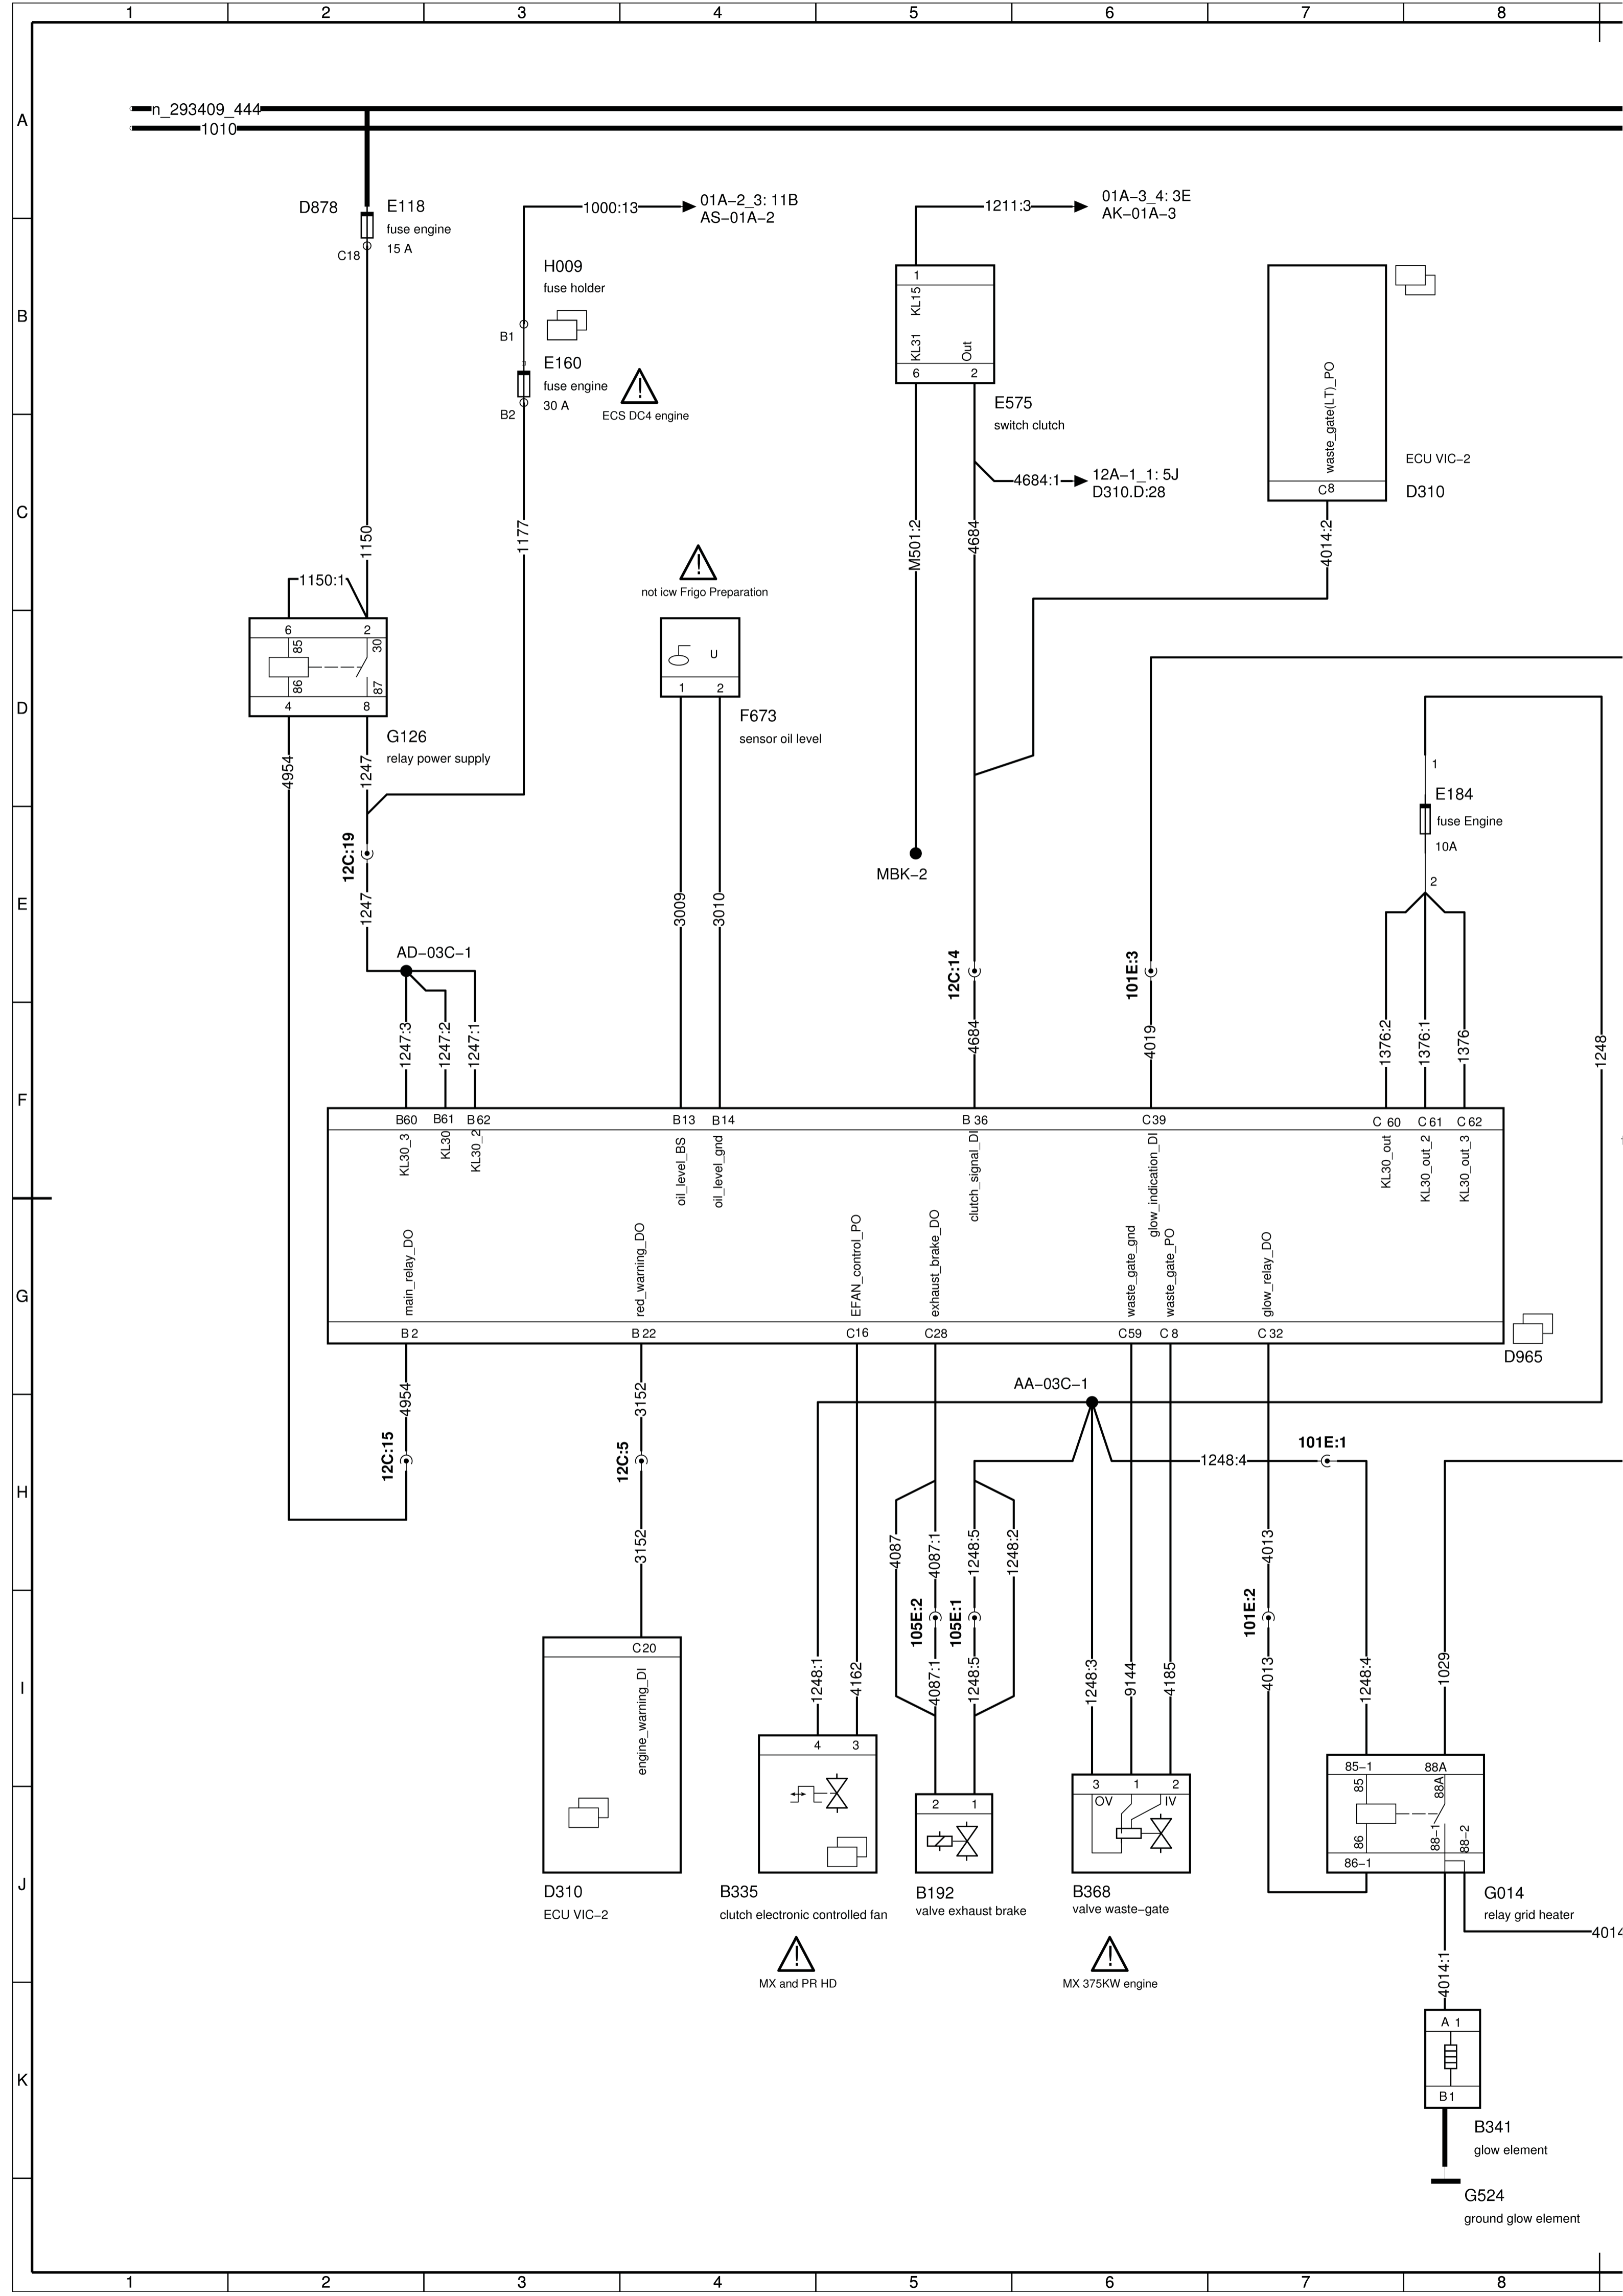 1 2 3 4 5 6 7 8
A
n_293409_444
1010
D878
E118
fuse engine
15 A
C18
1000:13
01A−2_3: 11B
AS−01A−2
1211:3
01A−3_4: 3E
AK−01A−3
B
H009
fuse holder
B1
E160
fuse engine
30 A
B2
ECS DC4 engine
1
KL15
KL31
Out
6 2
E575
switch clutch
waste_gate(LT)_PO
C8
ECU VIC−2
D310
4684:1
12A−1_1: 5J
D310.D:28
C
1150
1177
M501:2
4684
4014:2
1150:1
not icw Frigo Preparation
6 2
85
30
86
87
4 8
G126
relay power supply
U
1 2
F673
sensor oil level
D
4954
1247
1
E184
fuse Engine
10A
2
12C:19
MBK−2
E
1247
3009
3010
AD−03C−1
12C:14
101E:3
1247:3
1247:2
1247:1
4684
4019
1376:2
1376:1
1376
1248
F
B60 B61 B 62 B13 B14 B 36 C39 C 60 C 61 C 62
KL30_3
KL30
KL30_2
oil_level_BS
oil_level_gnd
clutch_signal_DI
glow_indication_DI
KL30_out
KL30_out_2
KL30_out_3
G
main_relay_DO
red_warning_DO
EFAN_control_PO
exhaust_brake_DO
waste_gate_gnd
waste_gate_PO
glow_relay_DO
B 2 B 22 C16 C28 C59 C 8 C 32
D965
4954
3152
AA−03C−1
12C:15
12C:5
1248:4
101E:1
H
3152
4087
4087:1
1248:5
1248:2
4013
105E:2
105E:1
101E:2
C20
engine_warning_DI
I
1248:1
4162
4087:1
1248:5
1248:3
9144
4185
4013
1248:4
1029
4 3
2 1
3 1 2
OV IV
85−1 88A
85
88A
86
88−1
88−2
86−1
J
D310
ECU VIC−2
B335
clutch electronic controlled fan
MX and PR HD
B192
valve exhaust brake
B368
valve waste−gate
MX 375KW engine
G014
relay grid heater
4014
4014:1
A 1
K
B1
B341
glow element
G524
ground glow element
1 2 3 4 5 6 7 8